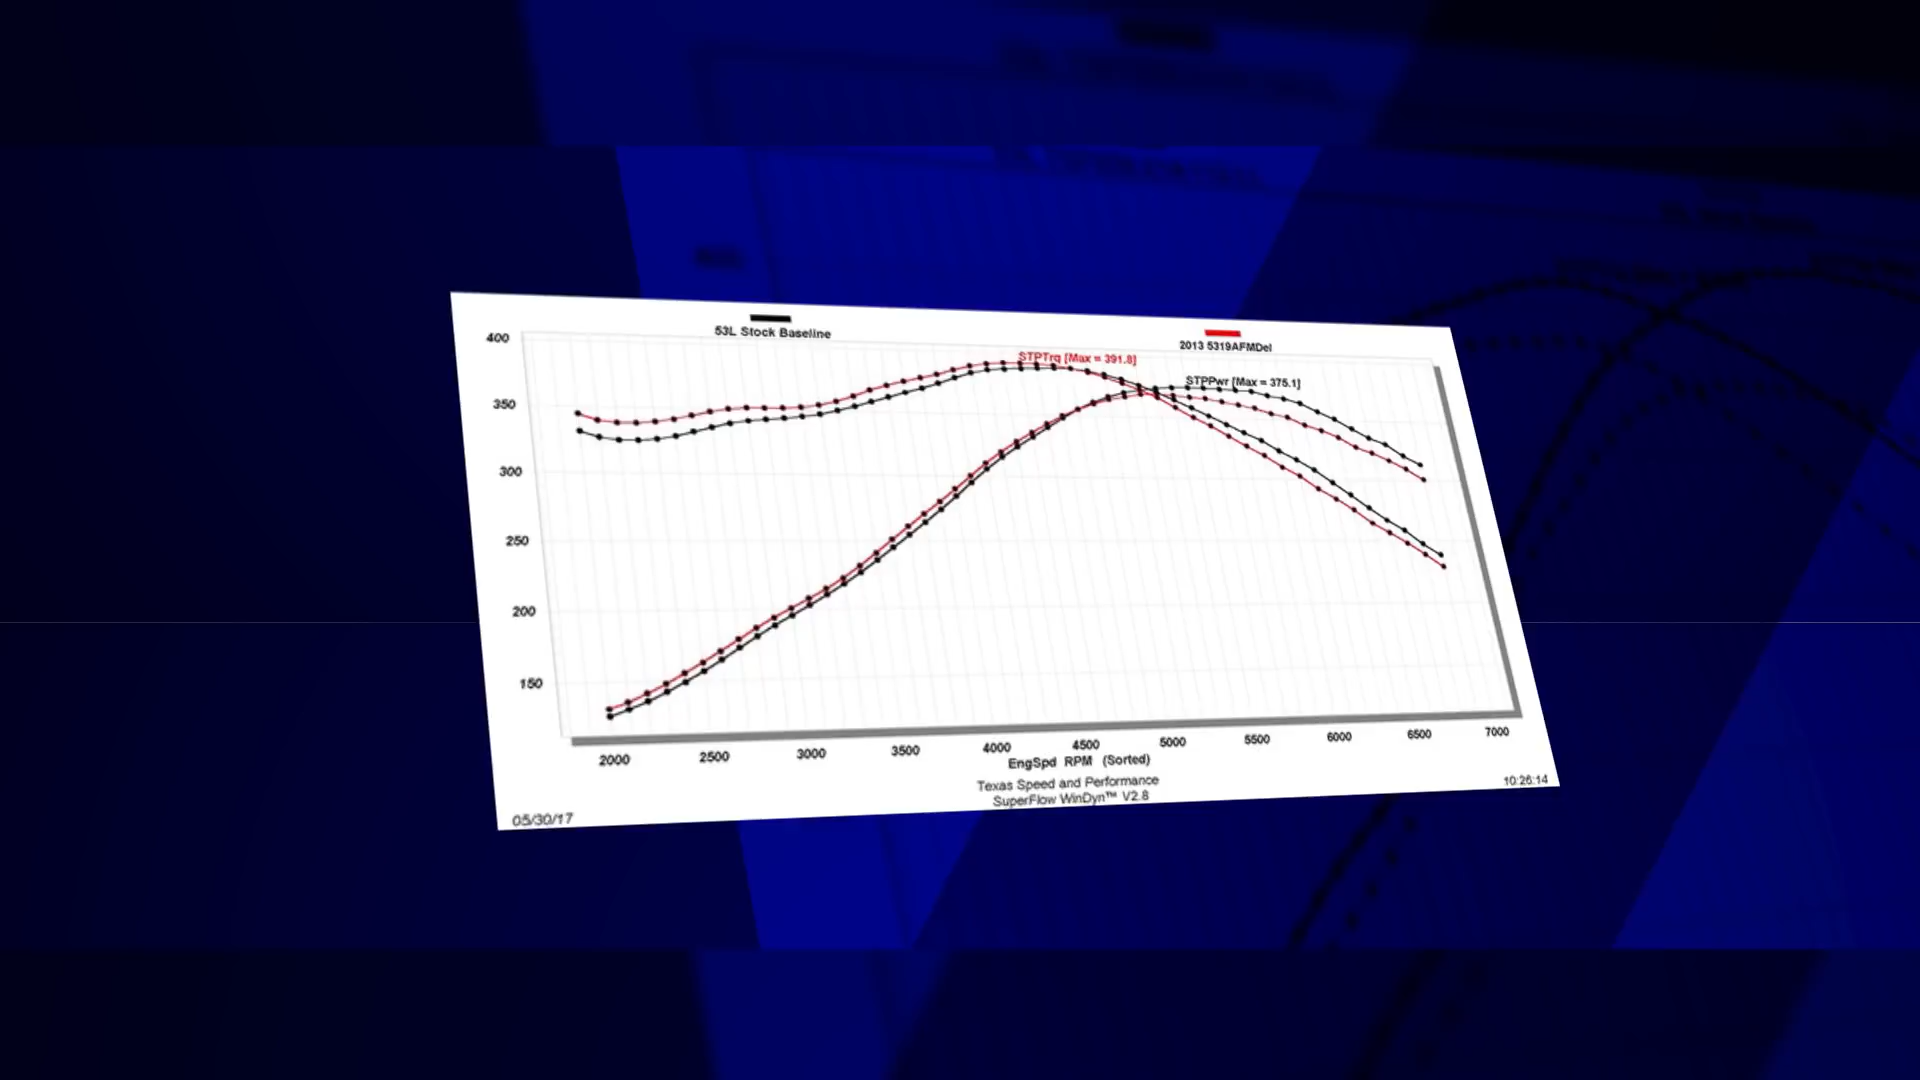 53L Stock Baseline
2013 5319AFMDel
STPTrq [Max = 391.8]
STPPwr [Max = 375.1]
400
350
300
250
200
150
2000 2500 3000 3500 4000 4500 5000 5500 6000 6500 7000
EngSpd RPM (Sorted)
Texas Speed and Performance
SuperFlow WinDyn™ V2.8
05/30/17
10:26:14